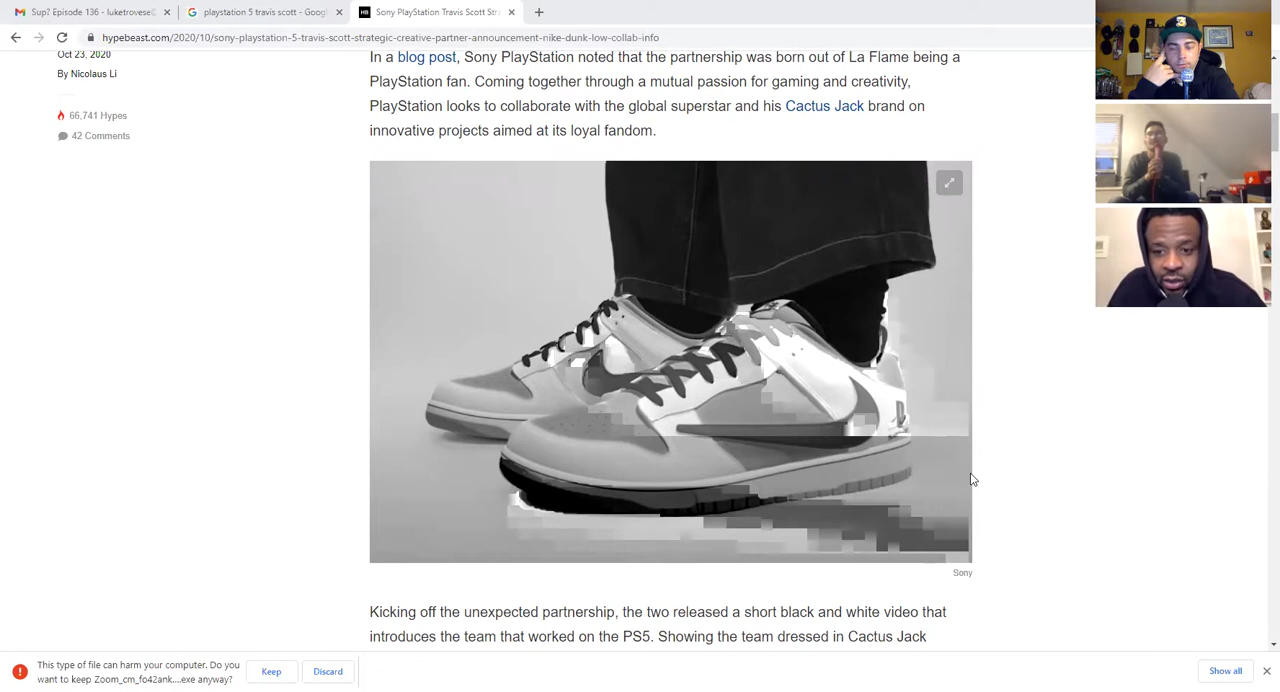 Sup? Episode 136 - luketrovese
playstation 5 travis scott - Goog
HB
Sony PlayStation Travis Scott Str
hypebeast.com/2020/10/sony-playstation-5-travis-scott-strategic-creative-partner-announcement-nike-dunk-low-collab-info
Oct 23, 2020
By Nicolaus Li
66,741 Hypes
42 Comments
In a blog post, Sony PlayStation noted that the partnership was born out of La Flame being a
PlayStation fan. Coming together through a mutual passion for gaming and creativity,
PlayStation looks to collaborate with the global superstar and his Cactus Jack brand on
innovative projects aimed at its loyal fandom.
Sony
Kicking off the unexpected partnership, the two released a short black and white video that
introduces the team that worked on the PS5. Showing the team dressed in Cactus Jack
This type of file can harm your computer. Do you
want to keep Zoom_cm_fo42ank....exe anyway?
Keep
Discard
Show all